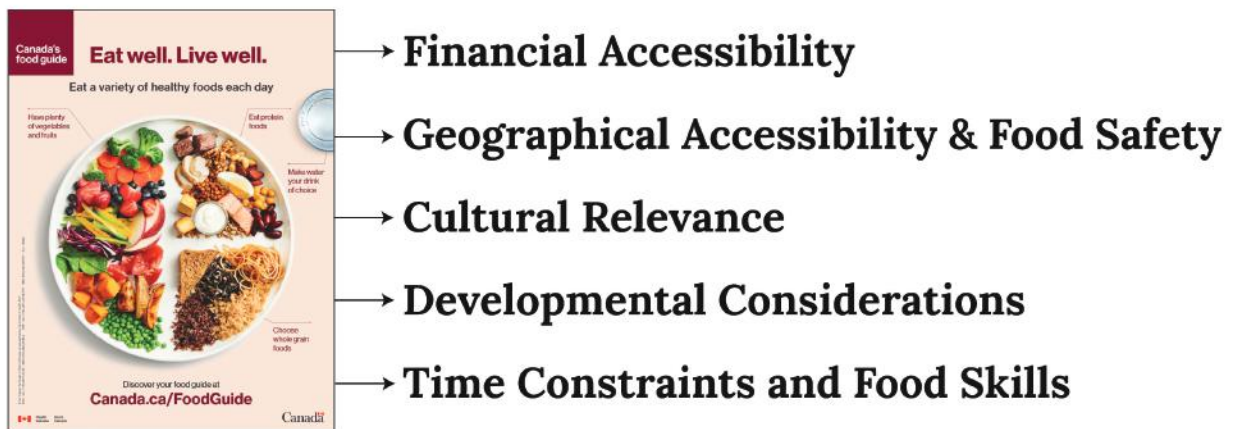 Canada's
food guide
Eat well. Live well.
Eat a variety of healthy foods each day
Have plenty
of vegetables
and fruits
Eat protein
foods
Make water
your drink
of choice
Choose
whole grain
foods
Discover your food guide at
Canada.ca/FoodGuide
Canada
Financial Accessibility
Geographical Accessibility & Food Safety
Cultural Relevance
Developmental Considerations
Time Constraints and Food Skills